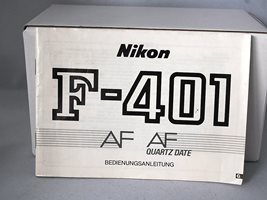 Nikon
F-401
AF AF
QUARTZ DATE
BEDIENUNGSANLEITUNG